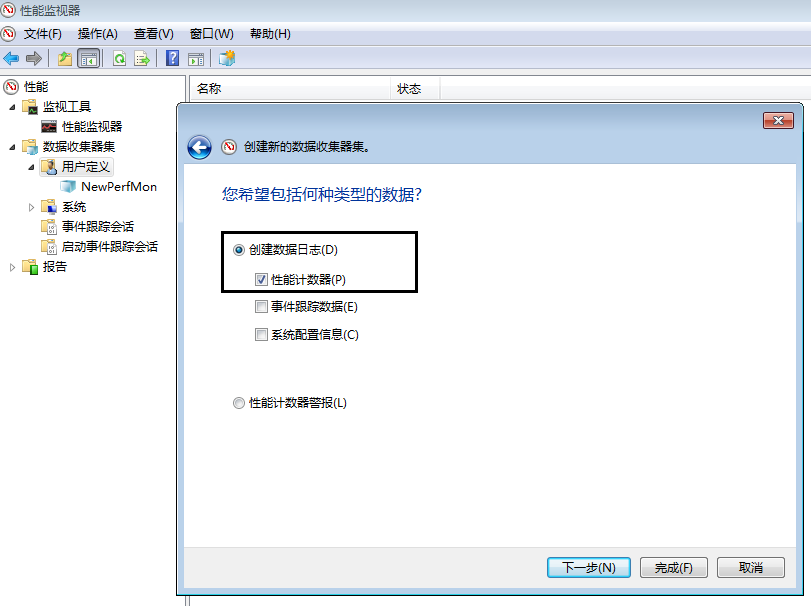 性能监视器
文件(F) 操作(A) 查看(V) 窗口(W) 帮助(H)
性能
监视工具
性能监视器
数据收集器集
用户定义
NewPerfMon
系统
事件跟踪会话
启动事件跟踪会话
报告
名称 状态
创建新的数据收集器集。
您希望包括何种类型的数据?
创建数据日志(D)
性能计数器(P)
事件跟踪数据(E)
系统配置信息(C)
性能计数器警报(L)
下一步(N) 完成(F) 取消